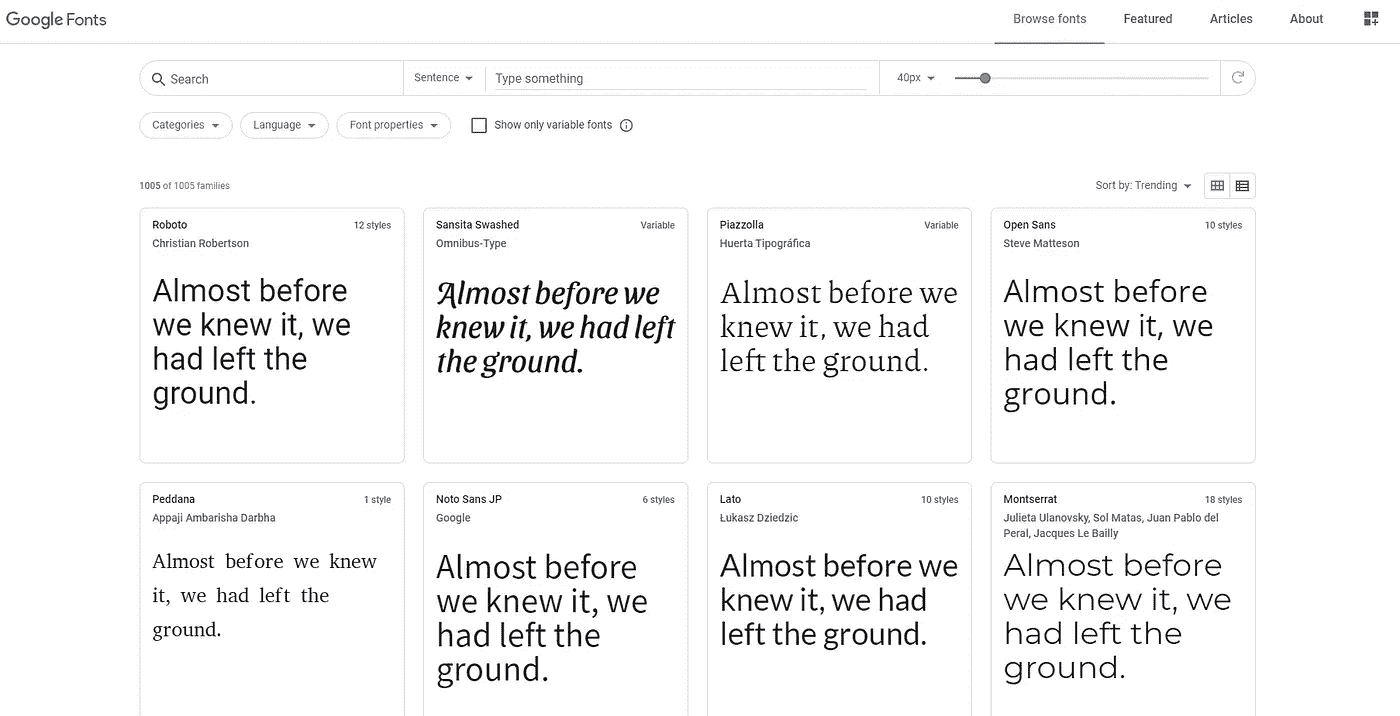 Google Fonts
Browse fonts
Featured
Articles
About
Search
Sentence
Type something
40px
Categories
Language
Font properties
Show only variable fonts
1005 of 1005 families
Sort by: Trending
Roboto
12 styles
Christian Robertson
Almost before
we knew it, we
had left the
ground.
Sansita Swashed
Variable
Omnibus-Type
Almost before we
knew it, we had left
the ground.
Piazzolla
Variable
Huerta Tipográfica
Almost before we
knew it, we had
left the ground.
Open Sans
10 styles
Steve Matteson
Almost before
we knew it, we
had left the
ground.
Peddana
1 style
Appaji Ambarisha Darbha
Almost before we knew
it, we had left the
ground.
Noto Sans JP
6 styles
Google
Almost before
we knew it, we
had left the
ground.
Lato
10 styles
Łukasz Dziedzic
Almost before we
knew it, we had
left the ground.
Montserrat
18 styles
Julieta Ulanovsky, Sol Matas, Juan Pablo del
Peral, Jacques Le Bailly
Almost before
we knew it, we
had left the
ground.